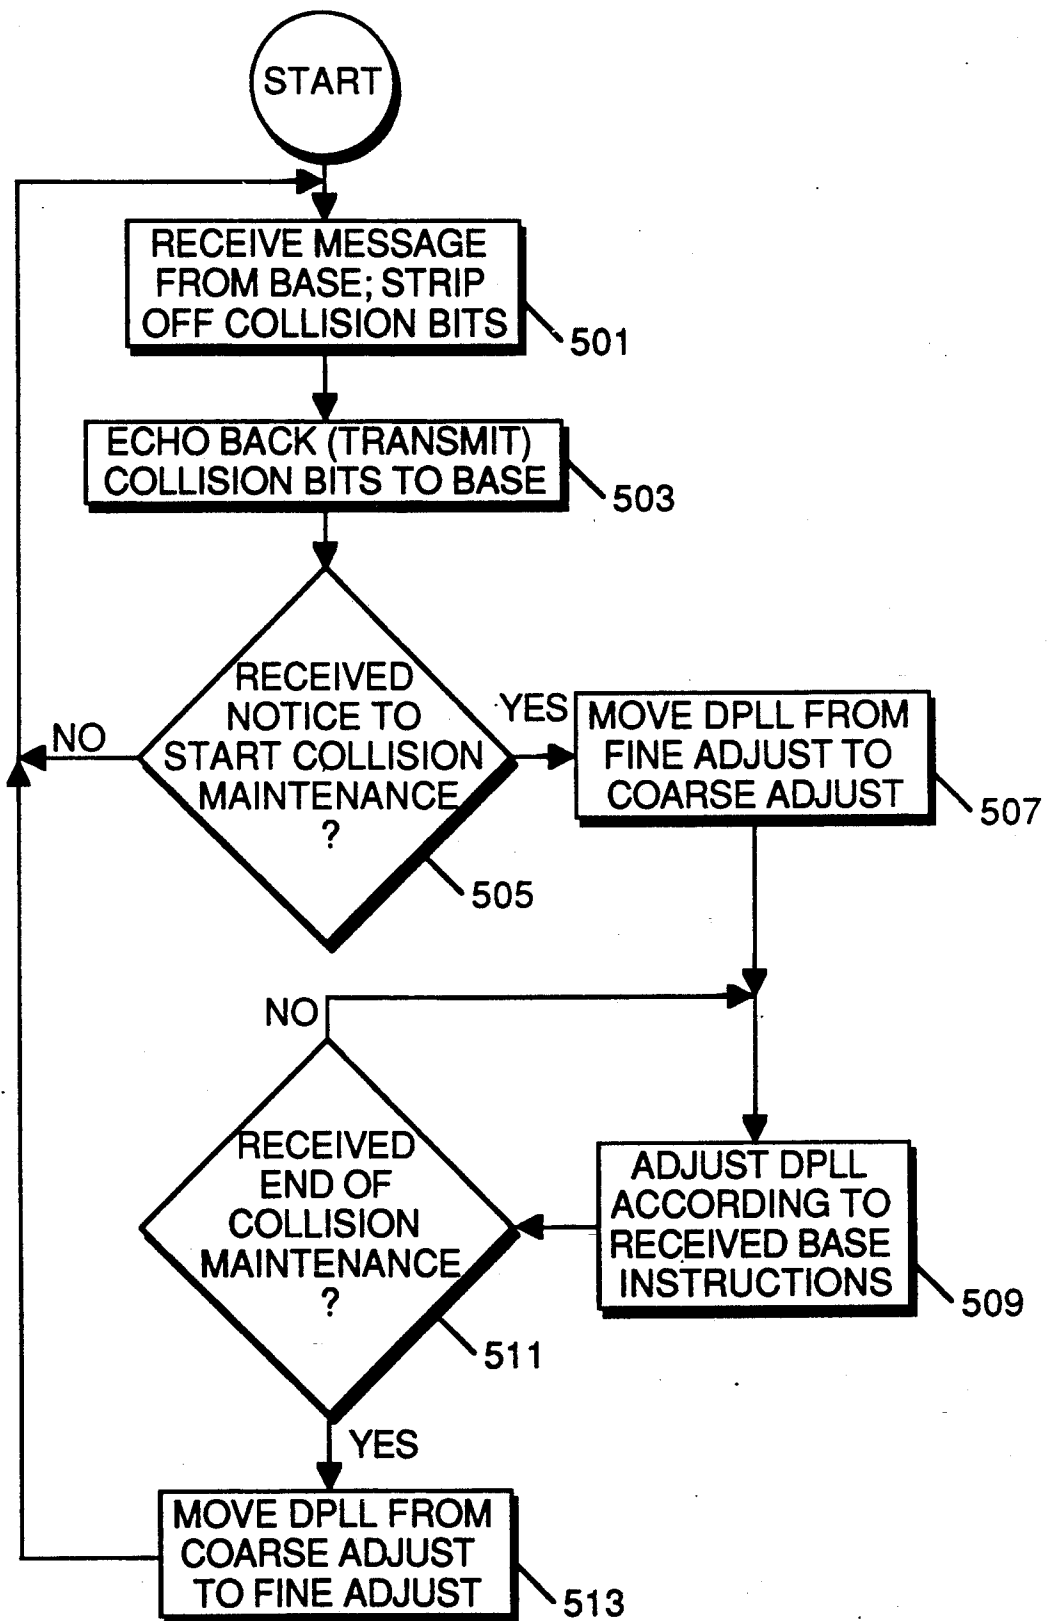 START
RECEIVE MESSAGE
FROM BASE; STRIP
OFF COLLISION BITS
501
ECHO BACK (TRANSMIT)
COLLISION BITS TO BASE
503
RECEIVED
NOTICE TO
START COLLISION
MAINTENANCE
?
505
NO
YES
MOVE DPLL FROM
FINE ADJUST TO
COARSE ADJUST
507
NO
ADJUST DPLL
ACCORDING TO
RECEIVED BASE
INSTRUCTIONS
509
RECEIVED
END OF
COLLISION
MAINTENANCE
?
511
YES
MOVE DPLL FROM
COARSE ADJUST
TO FINE ADJUST
513